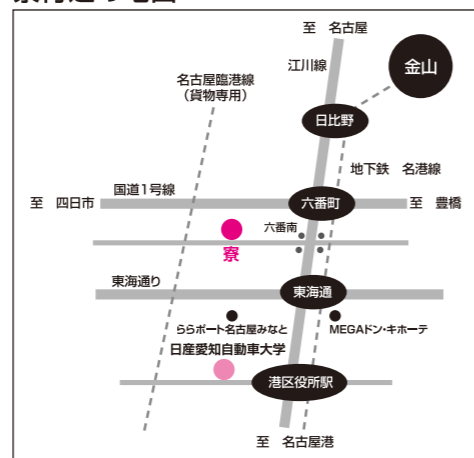 至 名古屋
江川線
金山
名古屋臨港線
（貨物専用）
日比野
地下鉄 名港線
国道1号線
至 四日市
六番町
至 豊橋
六番南
寮
東海通り
東海通
ららポート名古屋みなと
MEGAドン・キホーテ
日産愛知自動車大学
港区役所駅
至 名古屋港